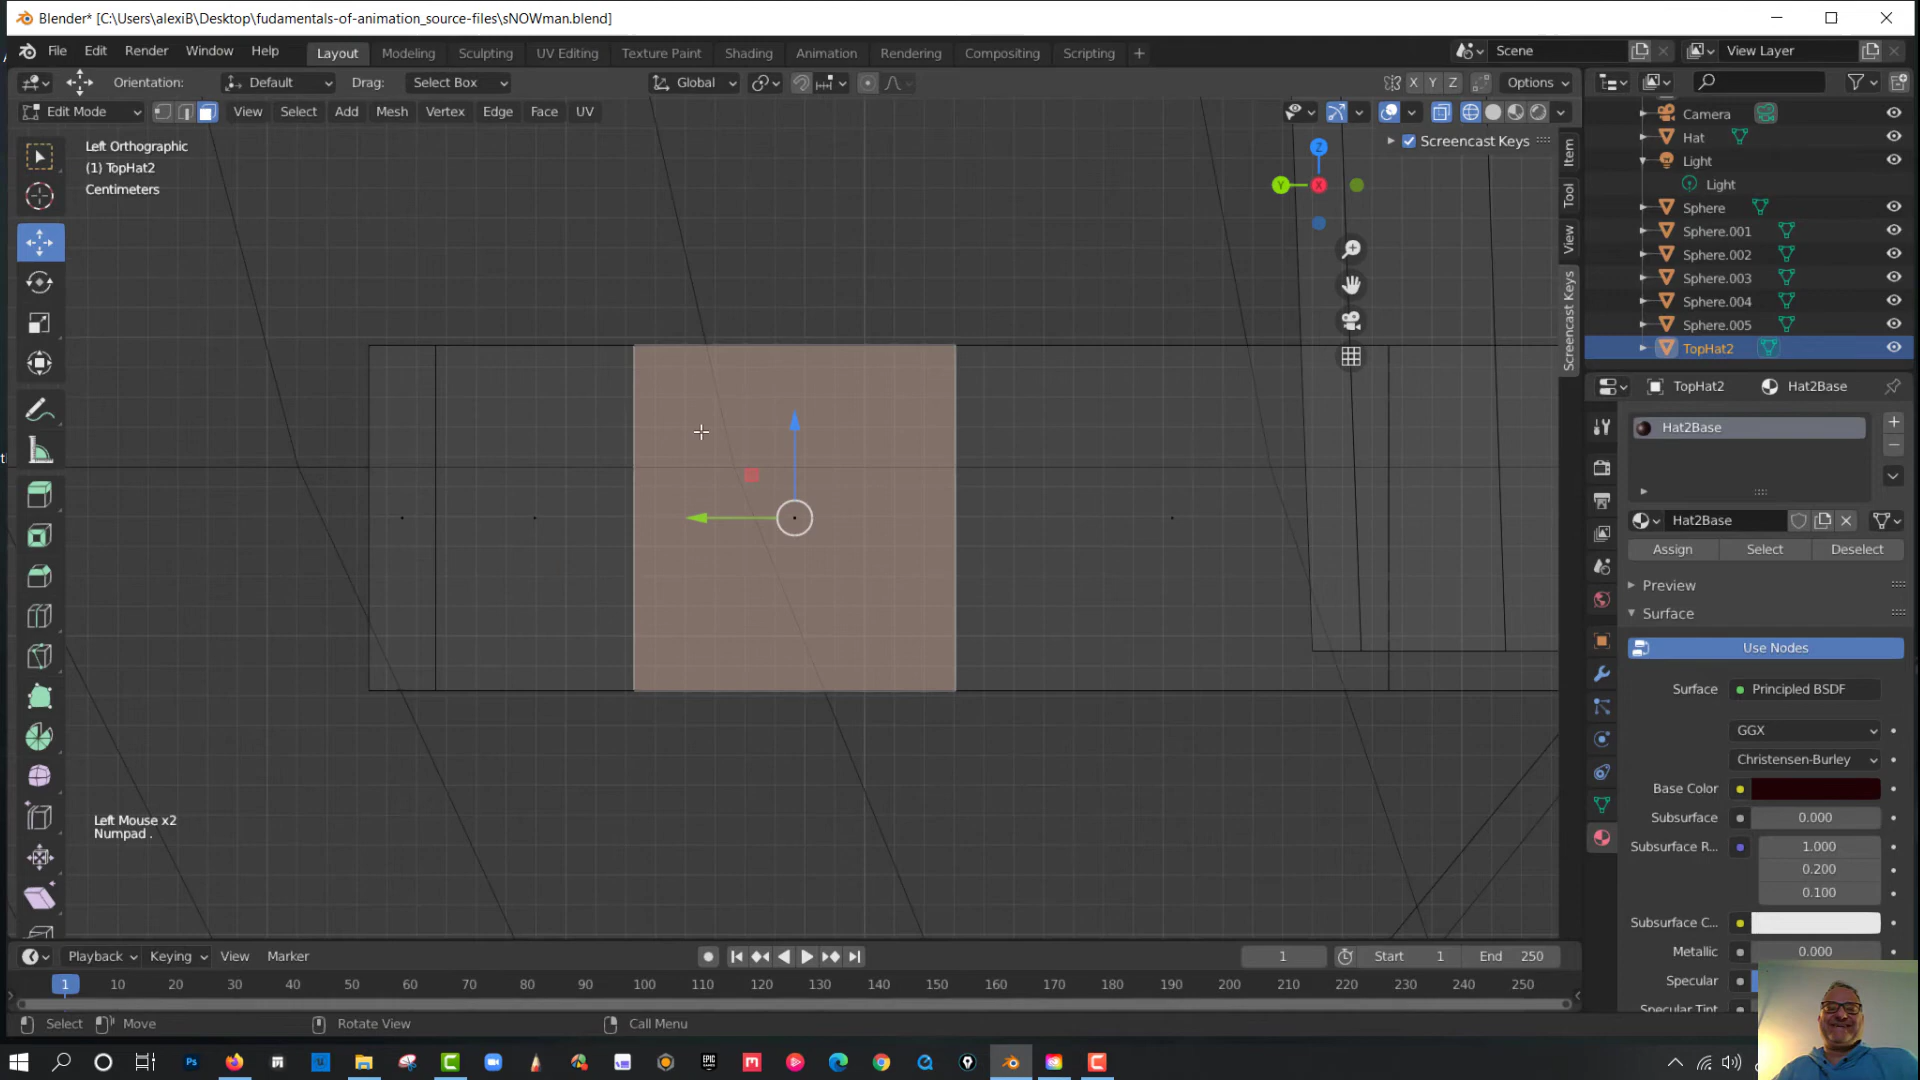 Blender* [C:\Users\alexiB\Desktop\fudamentals-of-animation_source-files\sNOWman.blend]
File Edit Render Window Help
Layout Modeling Sculpting UV Editing Texture Paint Shading Animation Rendering Compositing Scripting +
Scene
View Layer
Orientation: Default Drag: Select Box
Global
X Y Z
Options
Edit Mode
View Select Add Mesh Vertex Edge Face UV
Left Orthographic
(1) TopHat2
Centimeters
Screencast Keys
Z
Y
X
Item
Tool
View
Screencast Keys
Camera
Hat
Light
Light
Sphere
Sphere.001
Sphere.002
Sphere.003
Sphere.004
Sphere.005
TopHat2
TopHat2 Hat2Base
Hat2Base
Hat2Base
Assign Select Deselect
Preview
Surface
Use Nodes
Surface Principled BSDF
GGX
Christensen-Burley
Base Color
Subsurface 0.000
Subsurface R... 1.000
0.200
0.100
Subsurface C...
Metallic 0.000
Specular
Specular Tint
Left Mouse x2
Numpad .
Playback Keying View Marker
1
Start 1
End 250
1 10 20 30 40 50 60 70 80 90 100 110 120 130 140 150 160 170 180 190 200 210 220 230 240 250
Select Move Rotate View Call Menu
Ps
EPIC GAMES